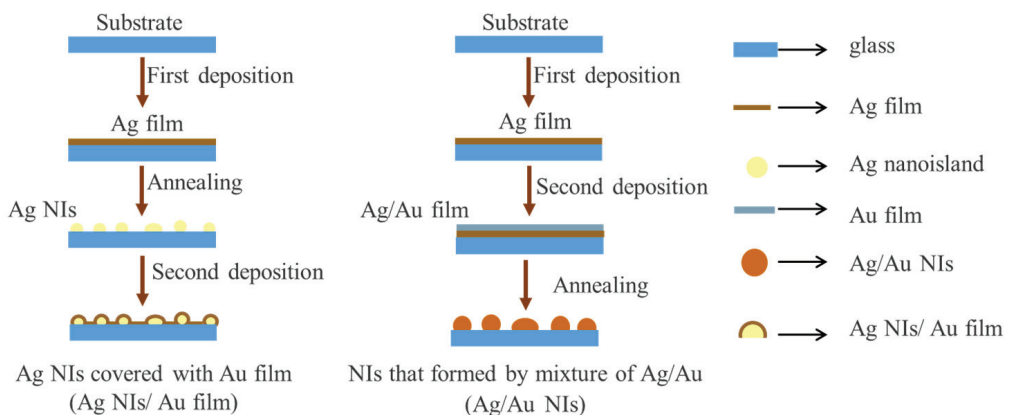 Substrate
First deposition
Ag film
Annealing
Ag NIs
Second deposition
Ag NIs covered with Au film
(Ag NIs/ Au film)
Substrate
First deposition
Ag film
Second deposition
Ag/Au film
Annealing
NIs that formed by mixture of Ag/Au
(Ag/Au NIs)
glass
Ag film
Ag nanoisland
Au film
Ag/Au NIs
Ag NIs/ Au film